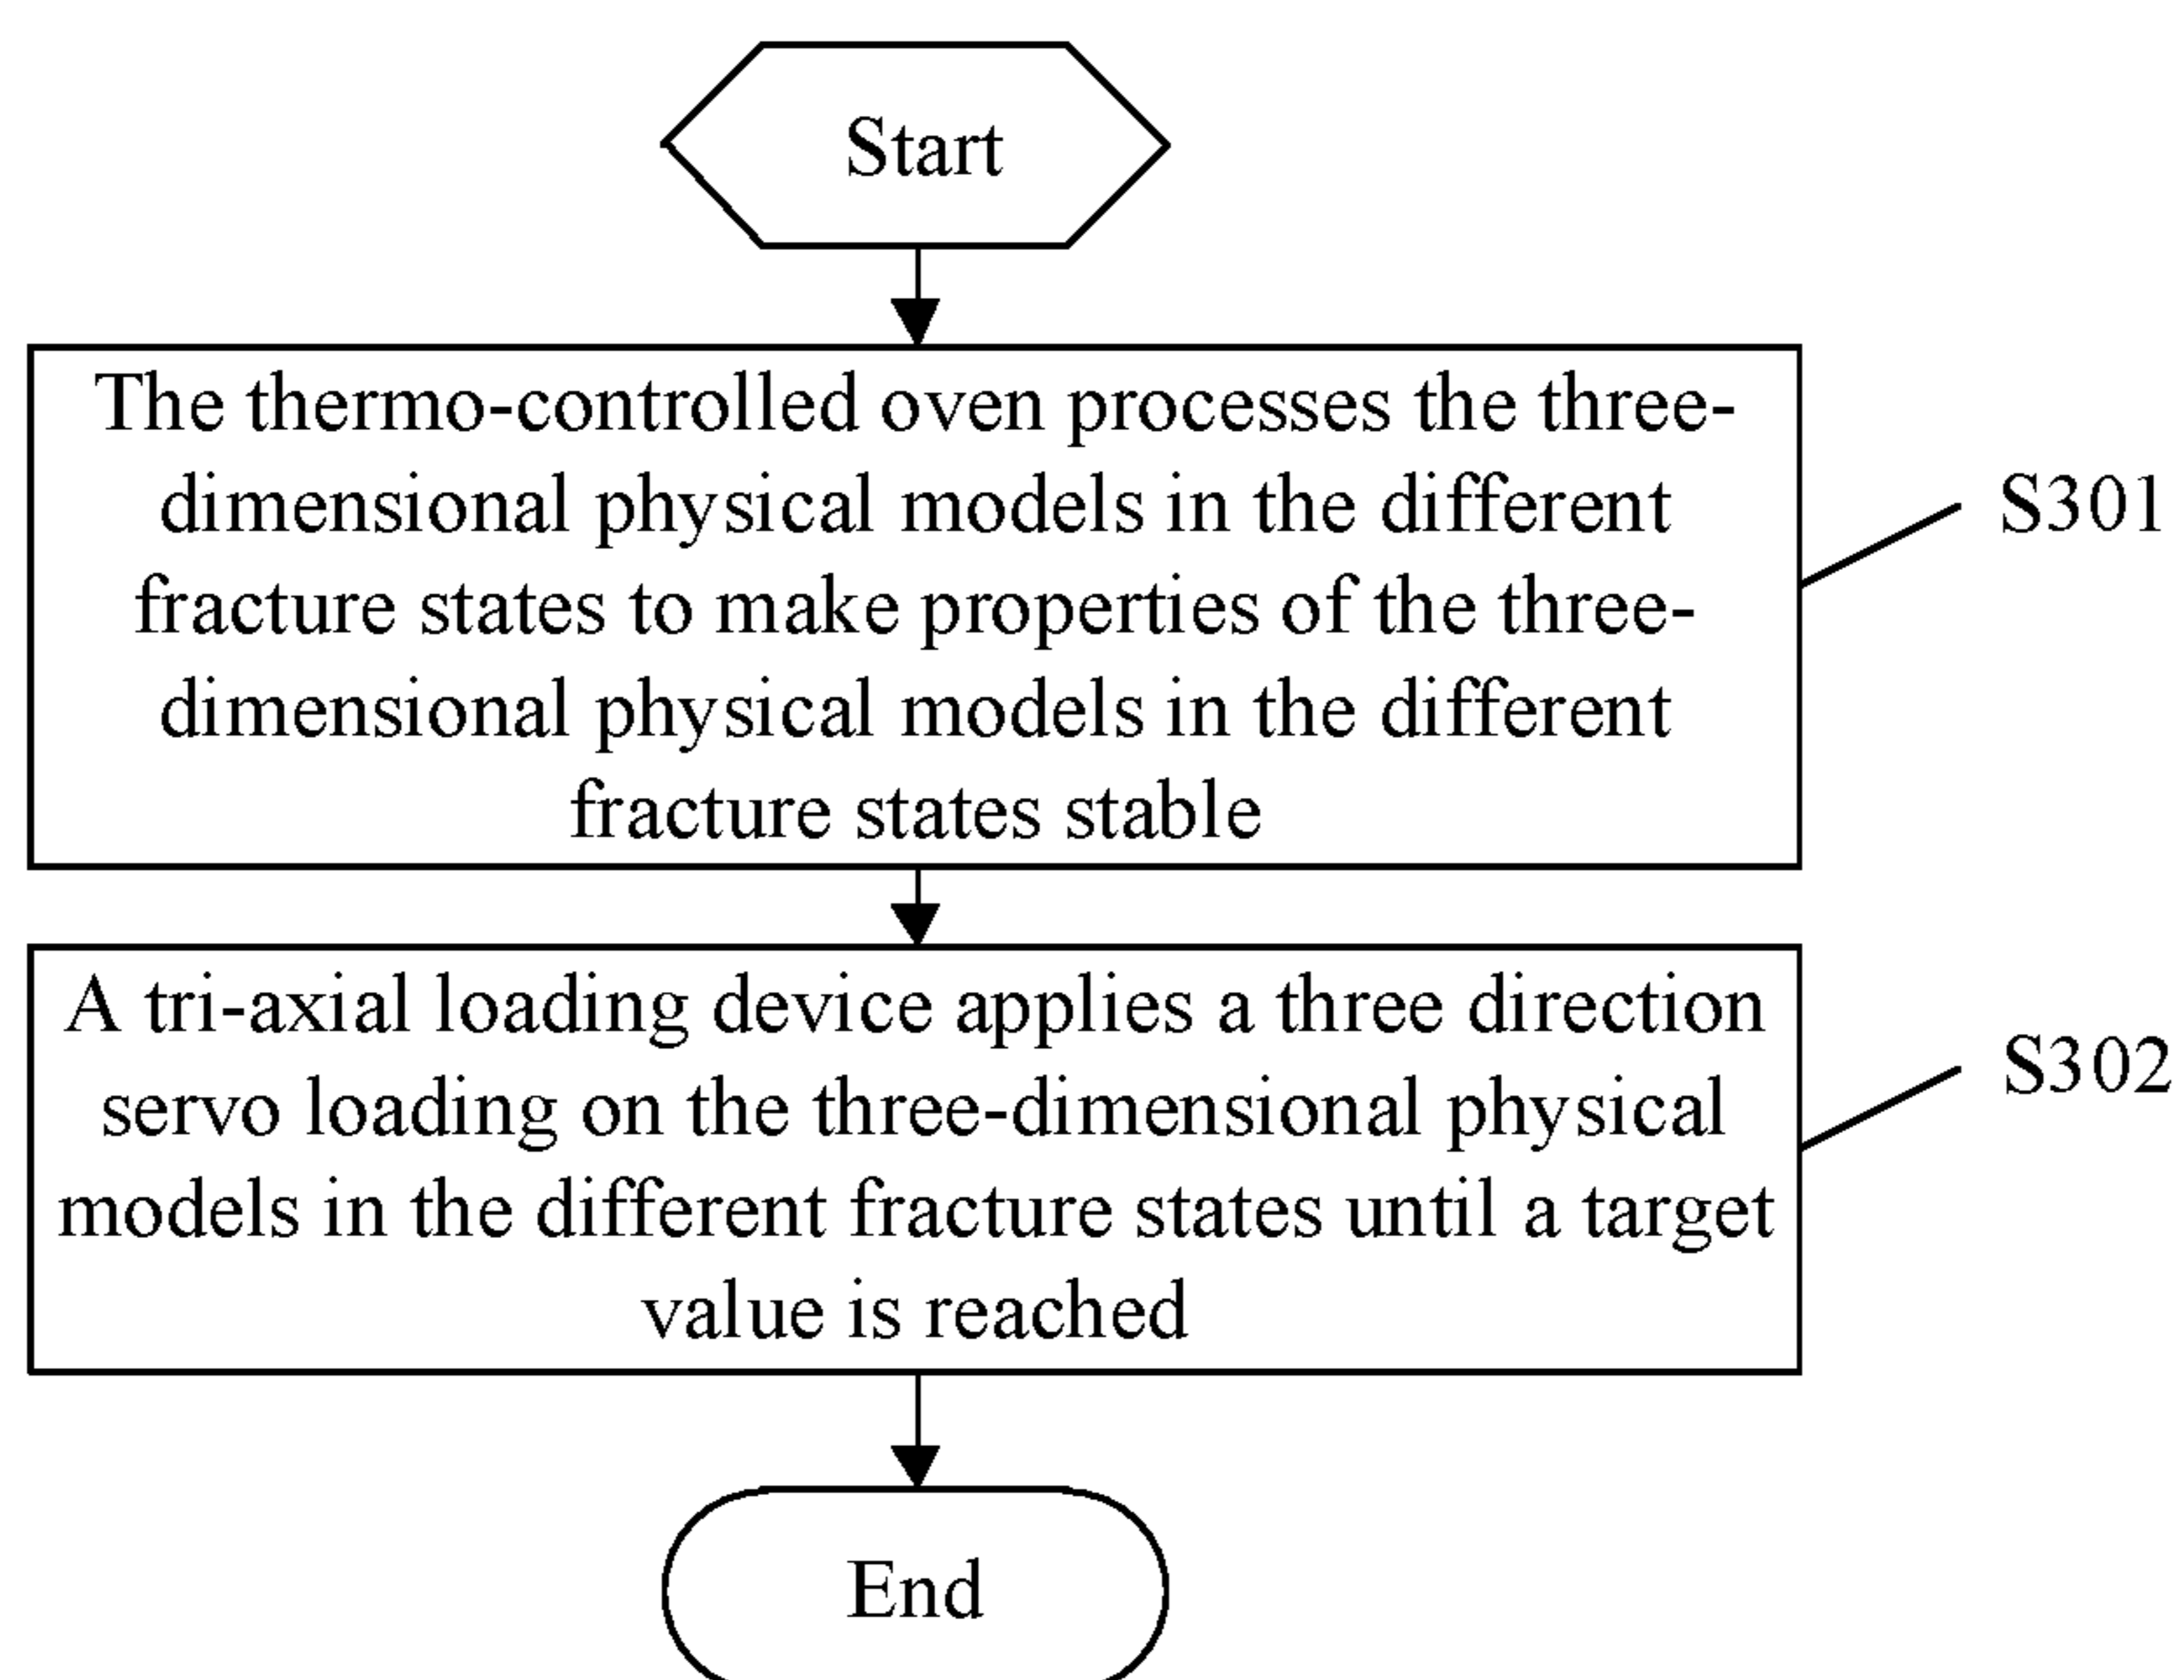 Start
The thermo-controlled oven processes the three-
dimensional physical models in the different
fracture states to make properties of the three-
dimensional physical models in the different
fracture states stable
S301
A tri-axial loading device applies a three direction
servo loading on the three-dimensional physical
models in the different fracture states until a target
value is reached
S302
End